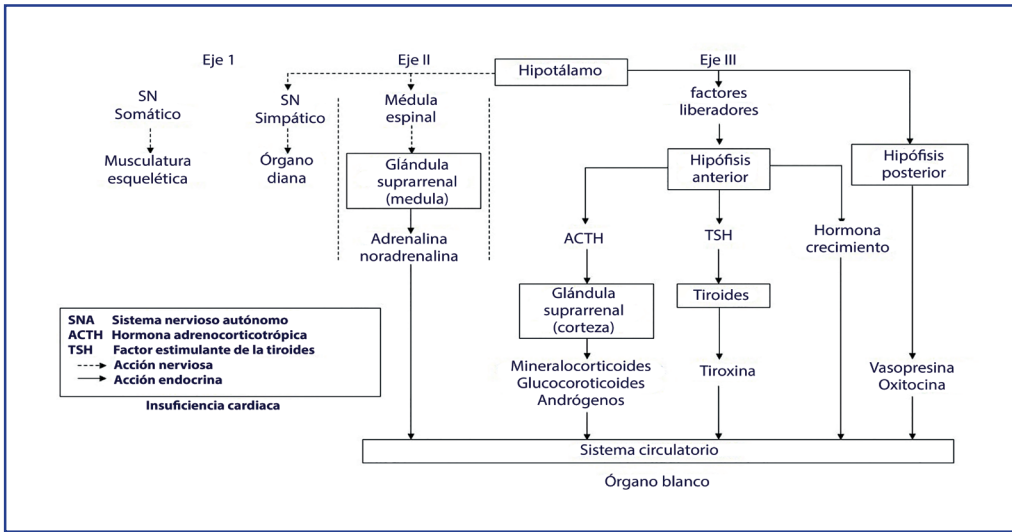 Eje 1
Eje II
Eje III
Hipotálamo
SN
Somático
SN
Simpático
Médula
espinal
factores
liberadores
Musculatura
esquelética
Órgano
diana
Glándula
suprarrenal
(medula)
Hipófisis
anterior
Hipófisis
posterior
Adrenalina
noradrenalina
ACTH
TSH
Hormona
crecimiento
Glándula
suprarrenal
(corteza)
Tiroides
SNA Sistema nervioso autónomo
ACTH Hormona adrenocorticotrópica
TSH Factor estimulante de la tiroides
Acción nerviosa
Acción endocrina
Insuficiencia cardiaca
Mineralocorticoides
Glucocoroticoides
Andrógenos
Tiroxina
Vasopresina
Oxitocina
Sistema circulatorio
Órgano blanco